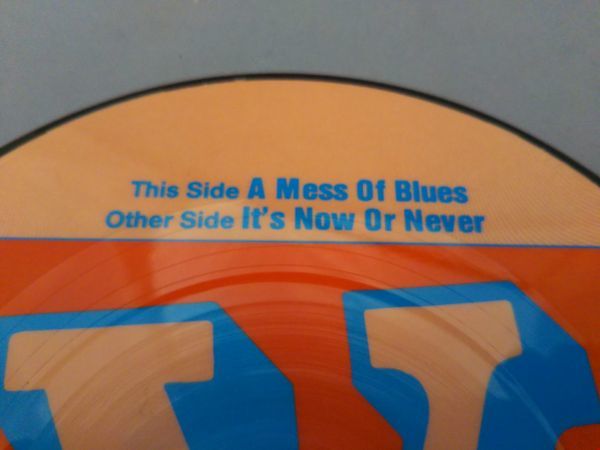 This Side A Mess Of Blues
Other Side It's Now Or Never